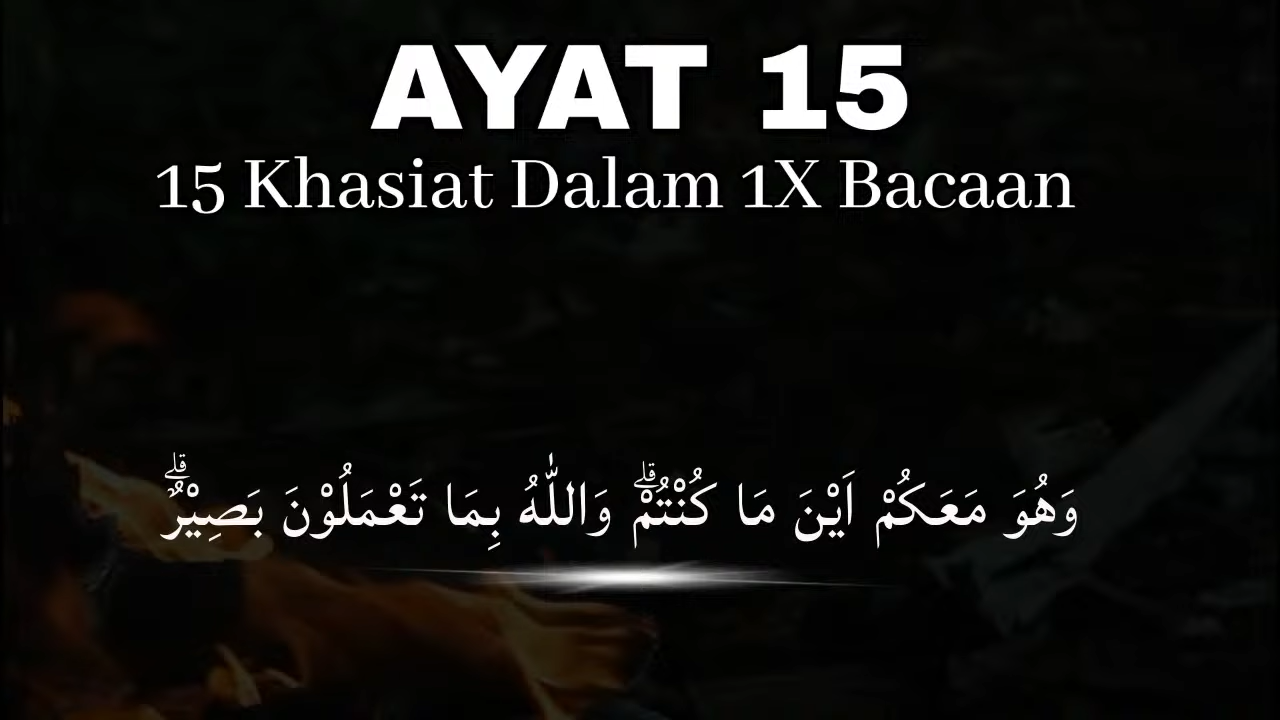 AYAT 15
15 Khasiat Dalam 1X Bacaan
وَهُوَ مَعَكُمْ اَيْنَ مَا كُنْتُمْۗ وَاللّٰهُ بِمَا تَعْمَلُوْنَ بَصِيْرٌۗ